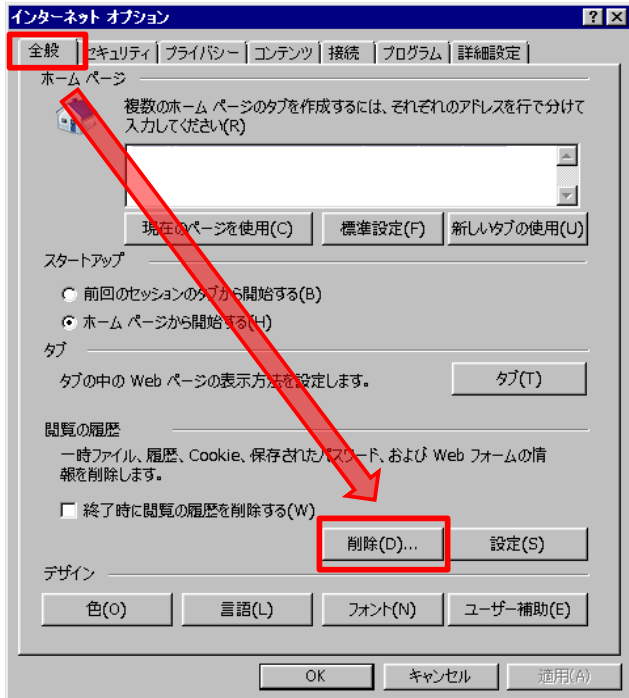 インターネット オプション
全般 セキュリティ プライバシー コンテンツ 接続 プログラム 詳細設定
ホーム ページ
複数のホーム ページのタブを作成するには、それぞれのアドレスを行で分けて
入力してください(R)
現在のページを使用(C) 標準設定(F) 新しいタブの使用(U)
スタートアップ
前回のセッションのタブから開始する(B)
ホーム ページから開始する(H)
タブ
タブの中の Web ページの表示方法を設定します。 タブ(T)
閲覧の履歴
一時ファイル、履歴、Cookie、保存されたパスワード、および Web フォームの情
報を削除します。
終了時に閲覧の履歴を削除する(W)
削除(D)... 設定(S)
デザイン
色(O) 言語(L) フォント(N) ユーザー補助(E)
OK キャンセル 適用(A)